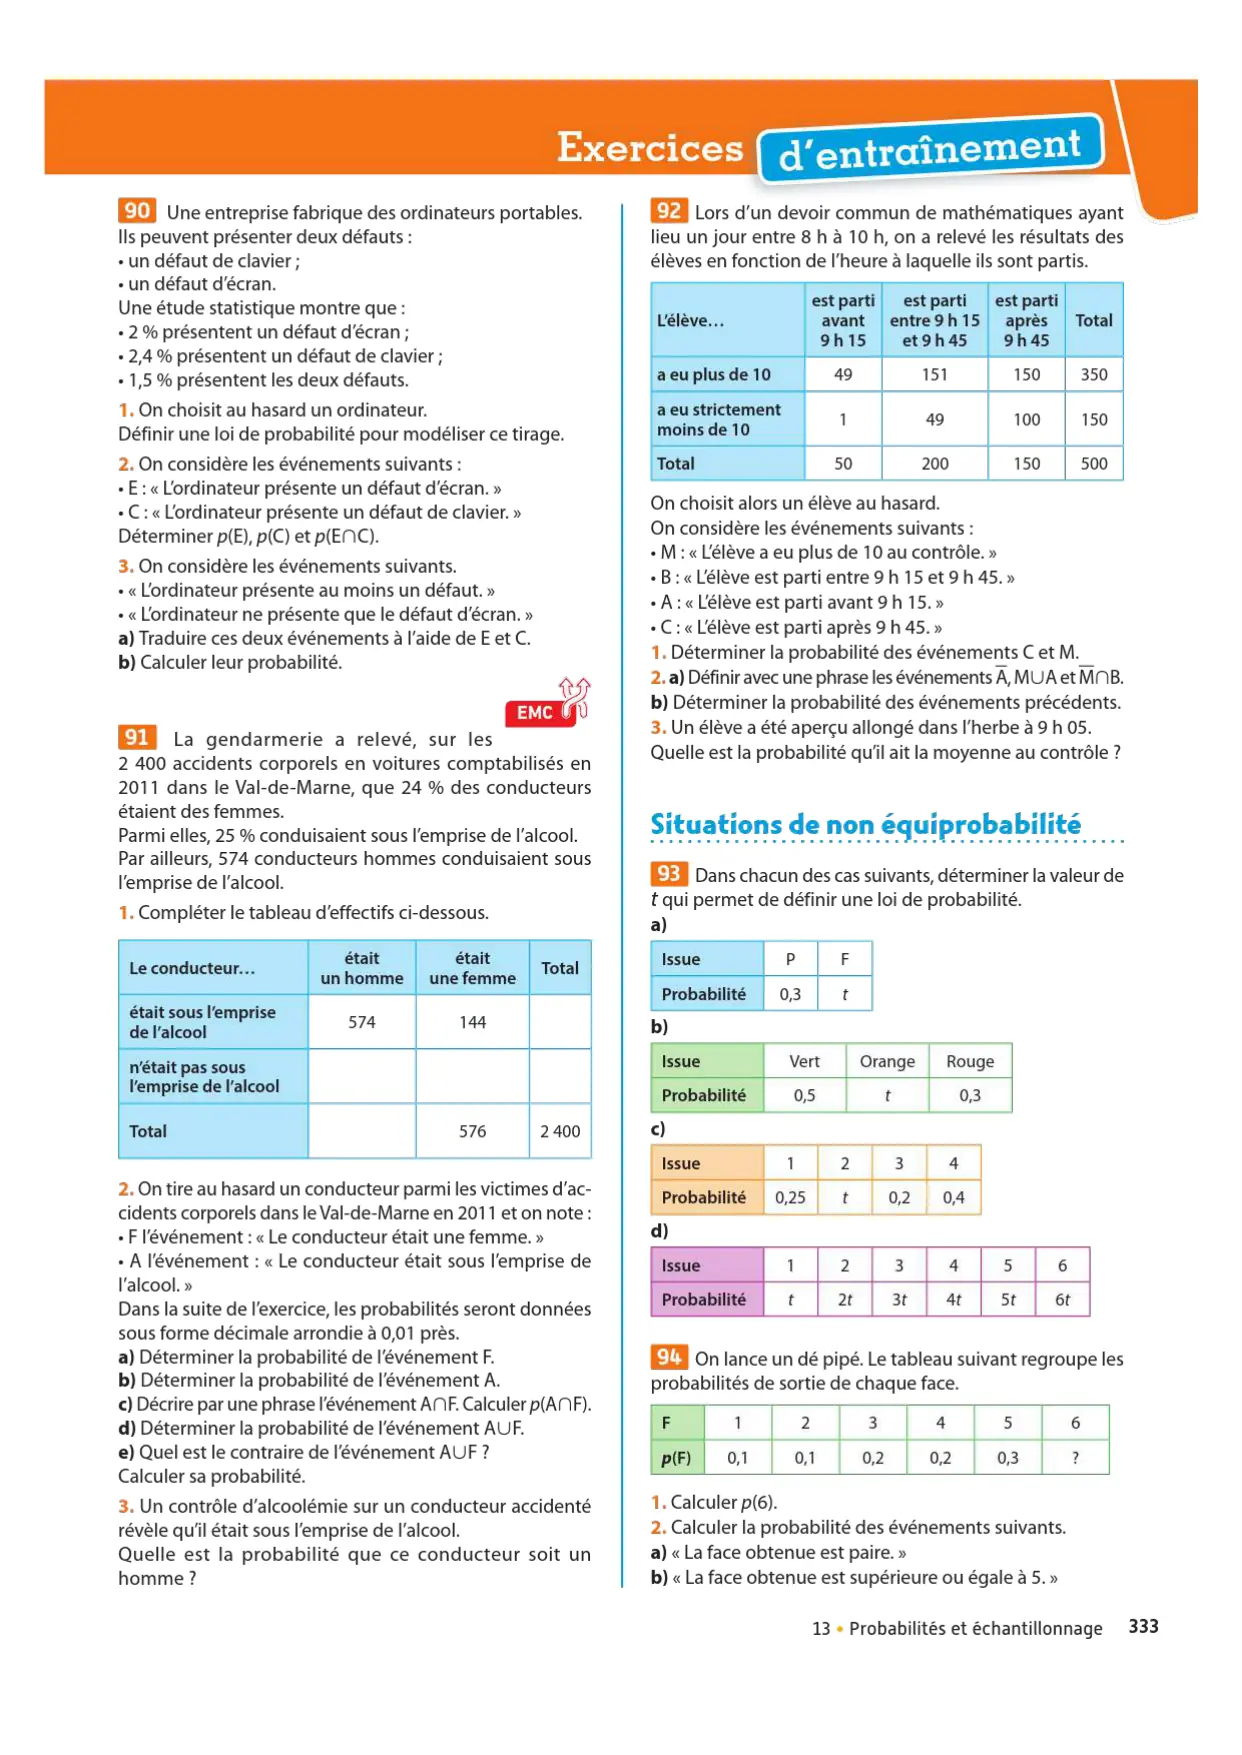 Exercices d'entraînement
90 Une entreprise fabrique des ordinateurs portables.
Ils peuvent présenter deux défauts :
• un défaut de clavier ;
• un défaut d'écran.
Une étude statistique montre que :
• 2 % présentent un défaut d'écran ;
• 2,4 % présentent un défaut de clavier ;
• 1,5 % présentent les deux défauts.
1. On choisit au hasard un ordinateur.
Définir une loi de probabilité pour modéliser ce tirage.
2. On considère les événements suivants :
• E : « L'ordinateur présente un défaut d'écran. »
• C : « L'ordinateur présente un défaut de clavier. »
Déterminer p(E), p(C) et p(E∩C).
3. On considère les événements suivants.
• « L'ordinateur présente au moins un défaut. »
• « L'ordinateur ne présente que le défaut d'écran. »
a) Traduire ces deux événements à l'aide de E et C.
b) Calculer leur probabilité.
EMC
91 La gendarmerie a relevé, sur les
2 400 accidents corporels en voitures comptabilisés en
2011 dans le Val-de-Marne, que 24 % des conducteurs
étaient des femmes.
Parmi elles, 25 % conduisaient sous l'emprise de l'alcool.
Par ailleurs, 574 conducteurs hommes conduisaient sous
l'emprise de l'alcool.
1. Compléter le tableau d'effectifs ci-dessous.
Le conducteur… était un homme était une femme Total
était sous l'emprise de l'alcool 574 144
n'était pas sous l'emprise de l'alcool
Total 576 2 400
2. On tire au hasard un conducteur parmi les victimes d'ac-
cidents corporels dans le Val-de-Marne en 2011 et on note :
• F l'événement : « Le conducteur était une femme. »
• A l'événement : « Le conducteur était sous l'emprise de
l'alcool. »
Dans la suite de l'exercice, les probabilités seront données
sous forme décimale arrondie à 0,01 près.
a) Déterminer la probabilité de l'événement F.
b) Déterminer la probabilité de l'événement A.
c) Décrire par une phrase l'événement A∩F. Calculer p(A∩F).
d) Déterminer la probabilité de l'événement A∪F.
e) Quel est le contraire de l'événement A∪F ?
Calculer sa probabilité.
3. Un contrôle d'alcoolémie sur un conducteur accidenté
révèle qu'il était sous l'emprise de l'alcool.
Quelle est la probabilité que ce conducteur soit un
homme ?
92 Lors d'un devoir commun de mathématiques ayant
lieu un jour entre 8 h à 10 h, on a relevé les résultats des
élèves en fonction de l'heure à laquelle ils sont partis.
L'élève… est parti avant 9 h 15 est parti entre 9 h 15 et 9 h 45 est parti après 9 h 45 Total
a eu plus de 10 49 151 150 350
a eu strictement moins de 10 1 49 100 150
Total 50 200 150 500
On choisit alors un élève au hasard.
On considère les événements suivants :
• M : « L'élève a eu plus de 10 au contrôle. »
• B : « L'élève est parti entre 9 h 15 et 9 h 45. »
• A : « L'élève est parti avant 9 h 15. »
• C : « L'élève est parti après 9 h 45. »
1. Déterminer la probabilité des événements C et M.
2. a) Définir avec une phrase les événements A̅, M∪A et M̅∩B.
b) Déterminer la probabilité des événements précédents.
3. Un élève a été aperçu allongé dans l'herbe à 9 h 05.
Quelle est la probabilité qu'il ait la moyenne au contrôle ?
Situations de non équiprobabilité
93 Dans chacun des cas suivants, déterminer la valeur de
t qui permet de définir une loi de probabilité.
a)
Issue P F
Probabilité 0,3 t
b)
Issue Vert Orange Rouge
Probabilité 0,5 t 0,3
c)
Issue 1 2 3 4
Probabilité 0,25 t 0,2 0,4
d)
Issue 1 2 3 4 5 6
Probabilité t 2t 3t 4t 5t 6t
94 On lance un dé pipé. Le tableau suivant regroupe les
probabilités de sortie de chaque face.
F 1 2 3 4 5 6
p(F) 0,1 0,1 0,2 0,2 0,3 ?
1. Calculer p(6).
2. Calculer la probabilité des événements suivants.
a) « La face obtenue est paire. »
b) « La face obtenue est supérieure ou égale à 5. »
13 • Probabilités et échantillonnage 333